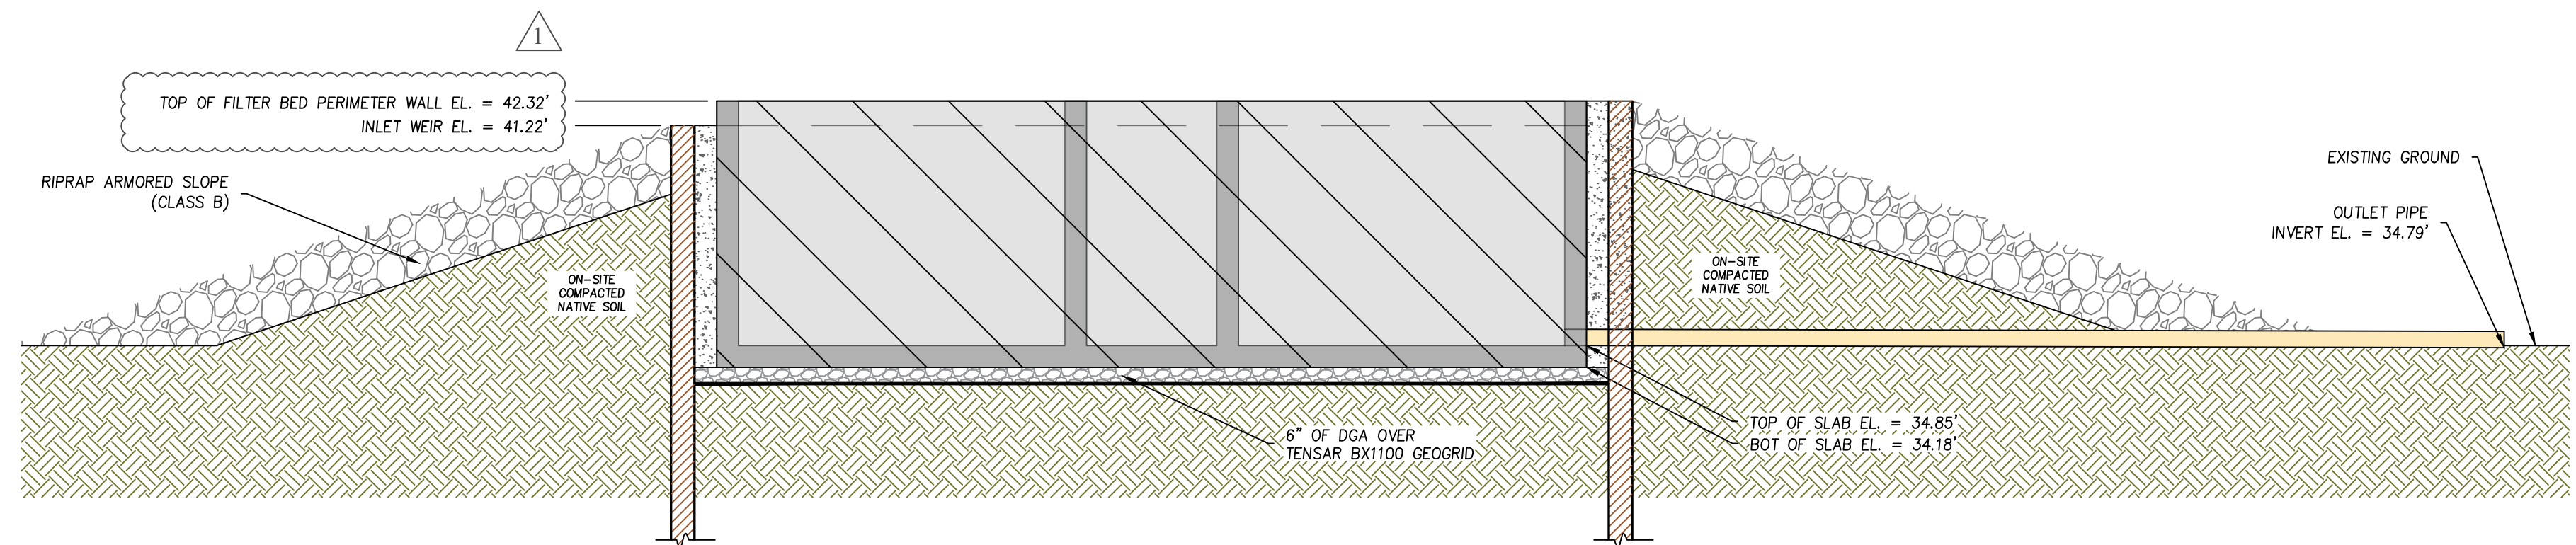 1
TOP OF FILTER BED PERIMETER WALL EL. = 42.32'
INLET WEIR EL. = 41.22'
RIPRAP ARMORED SLOPE
(CLASS B)
ON-SITE
COMPACTED
NATIVE SOIL
ON-SITE
COMPACTED
NATIVE SOIL
EXISTING GROUND
OUTLET PIPE
INVERT EL. = 34.79'
6" OF DGA OVER
TENSAR BX1100 GEOGRID
TOP OF SLAB EL. = 34.85'
BOT OF SLAB EL. = 34.18'